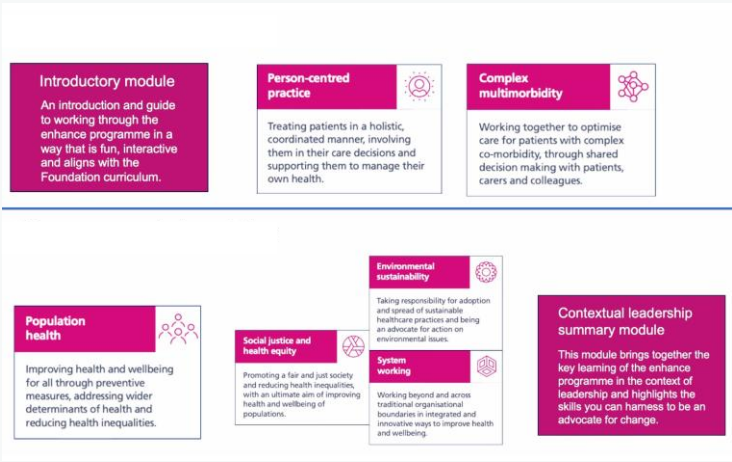 Introductory module
An introduction and guide
to working through the
enhance programme in a
way that is fun, interactive
and aligns with the
Foundation curriculum.
Person-centred
practice
Treating patients in a holistic,
coordinated manner, involving
them in their care decisions and
supporting them to manage their
own health.
Complex
multimorbidity
Working together to optimise
care for patients with complex
co-morbidity, through shared
decision making with patients,
carers and colleagues.
Population
health
Improving health and wellbeing
for all through preventive
measures, addressing wider
determinants of health and
reducing health inequalities.
Social justice and
health equity
Promoting a fair and just society
and reducing health inequalities,
with an ultimate aim of improving
health and wellbeing of
populations.
Environmental
sustainability
Taking responsibility for adoption
and spread of sustainable
healthcare practices and being
an advocate for action on
environmental issues.
System
working
Working beyond and across
traditional organisational
boundaries in integrated and
innovative ways to improve health
and wellbeing.
Contextual leadership
summary module
This module brings together the
key learning of the enhance
programme in the context of
leadership and highlights the
skills you can harness to be an
advocate for change.